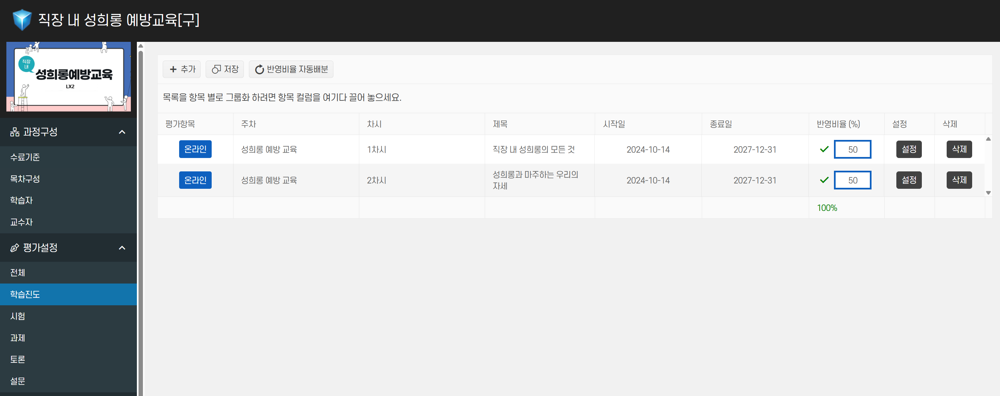 직장 내 성희롱 예방교육[구]
직장
내
성희롱예방교육
LX2
과정구성
수료기준
목차구성
학습자
교수자
평가설정
전체
학습진도
시험
과제
토론
설문
추가 저장 반영비율 자동배분
목록을 항목 별로 그룹화 하려면 항목 컬럼을 여기다 끌어 놓으세요.
평가항목 주차 차시 제목 시작일 종료일 반영비율 (%) 설정 삭제
온라인 성희롱 예방 교육 1차시 직장 내 성희롱의 모든 것 2024-10-14 2027-12-31 50 설정 삭제
온라인 성희롱 예방 교육 2차시 성희롱과 마주하는 우리의 2024-10-14 2027-12-31 50 설정 삭제
자세
100%